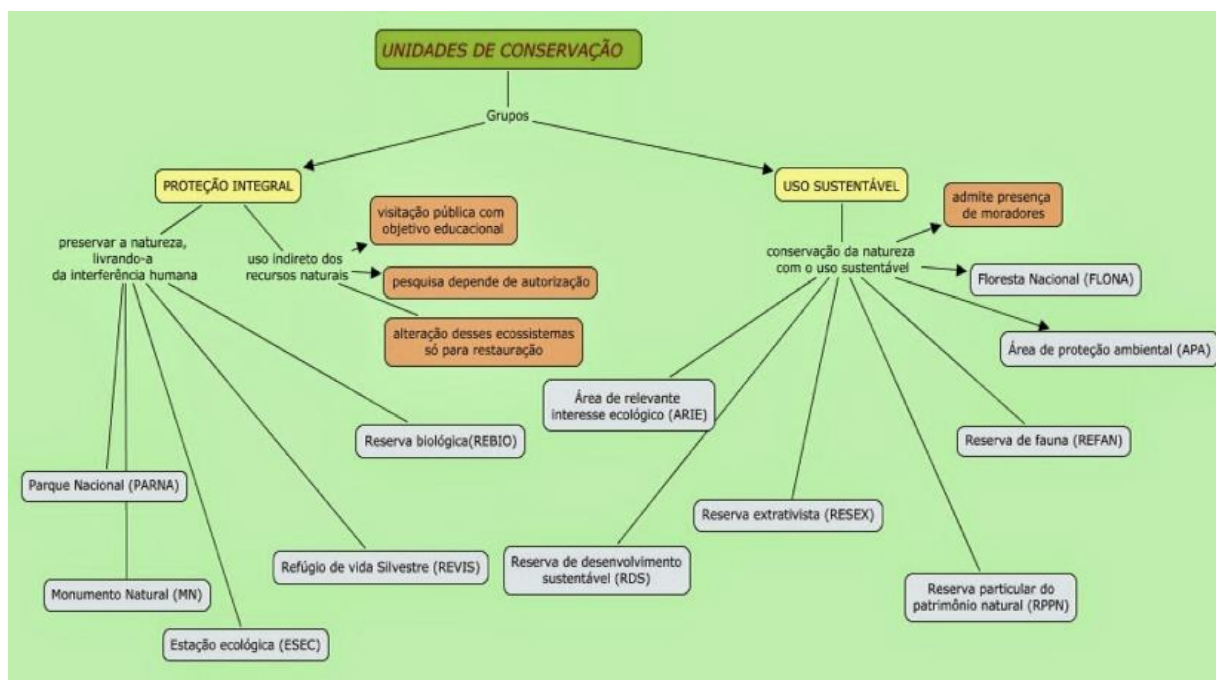 UNIDADES DE CONSERVAÇÃO
Grupos
PROTEÇÃO INTEGRAL
preservar a natureza,
livrando-a
da interferência humana
uso indireto dos
recursos naturais
visitação pública com
objetivo educacional
pesquisa depende de autorização
alteração desses ecossistemas
só para restauração
Reserva biológica(REBIO)
Parque Nacional (PARNA)
Refúgio de vida Silvestre (REVIS)
Monumento Natural (MN)
Estação ecológica (ESEC)
USO SUSTENTÁVEL
admite presença
de moradores
conservação da natureza
com o uso sustentável
Floresta Nacional (FLONA)
Área de proteção ambiental (APA)
Área de relevante
interesse ecológico (ARIE)
Reserva de fauna (REFAN)
Reserva extrativista (RESEX)
Reserva de desenvolvimento
sustentável (RDS)
Reserva particular do
patrimônio natural (RPPN)